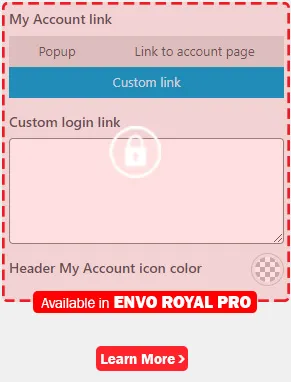 My Account link
Popup Link to account page
Custom link
Custom login link
Header My Account icon color
Available in ENVO ROYAL PRO
Learn More >